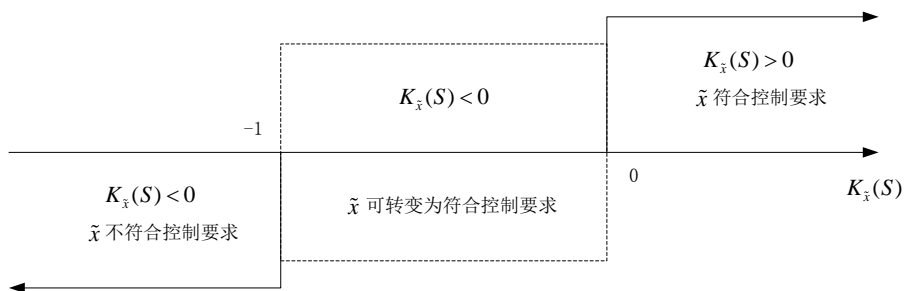 K_x̃(S)>0
x̃ 符合控制要求
K_x̃(S)<0
-1
0
K_x̃(S)
K_x̃(S)<0
x̃ 不符合控制要求
x̃ 可转变为符合控制要求